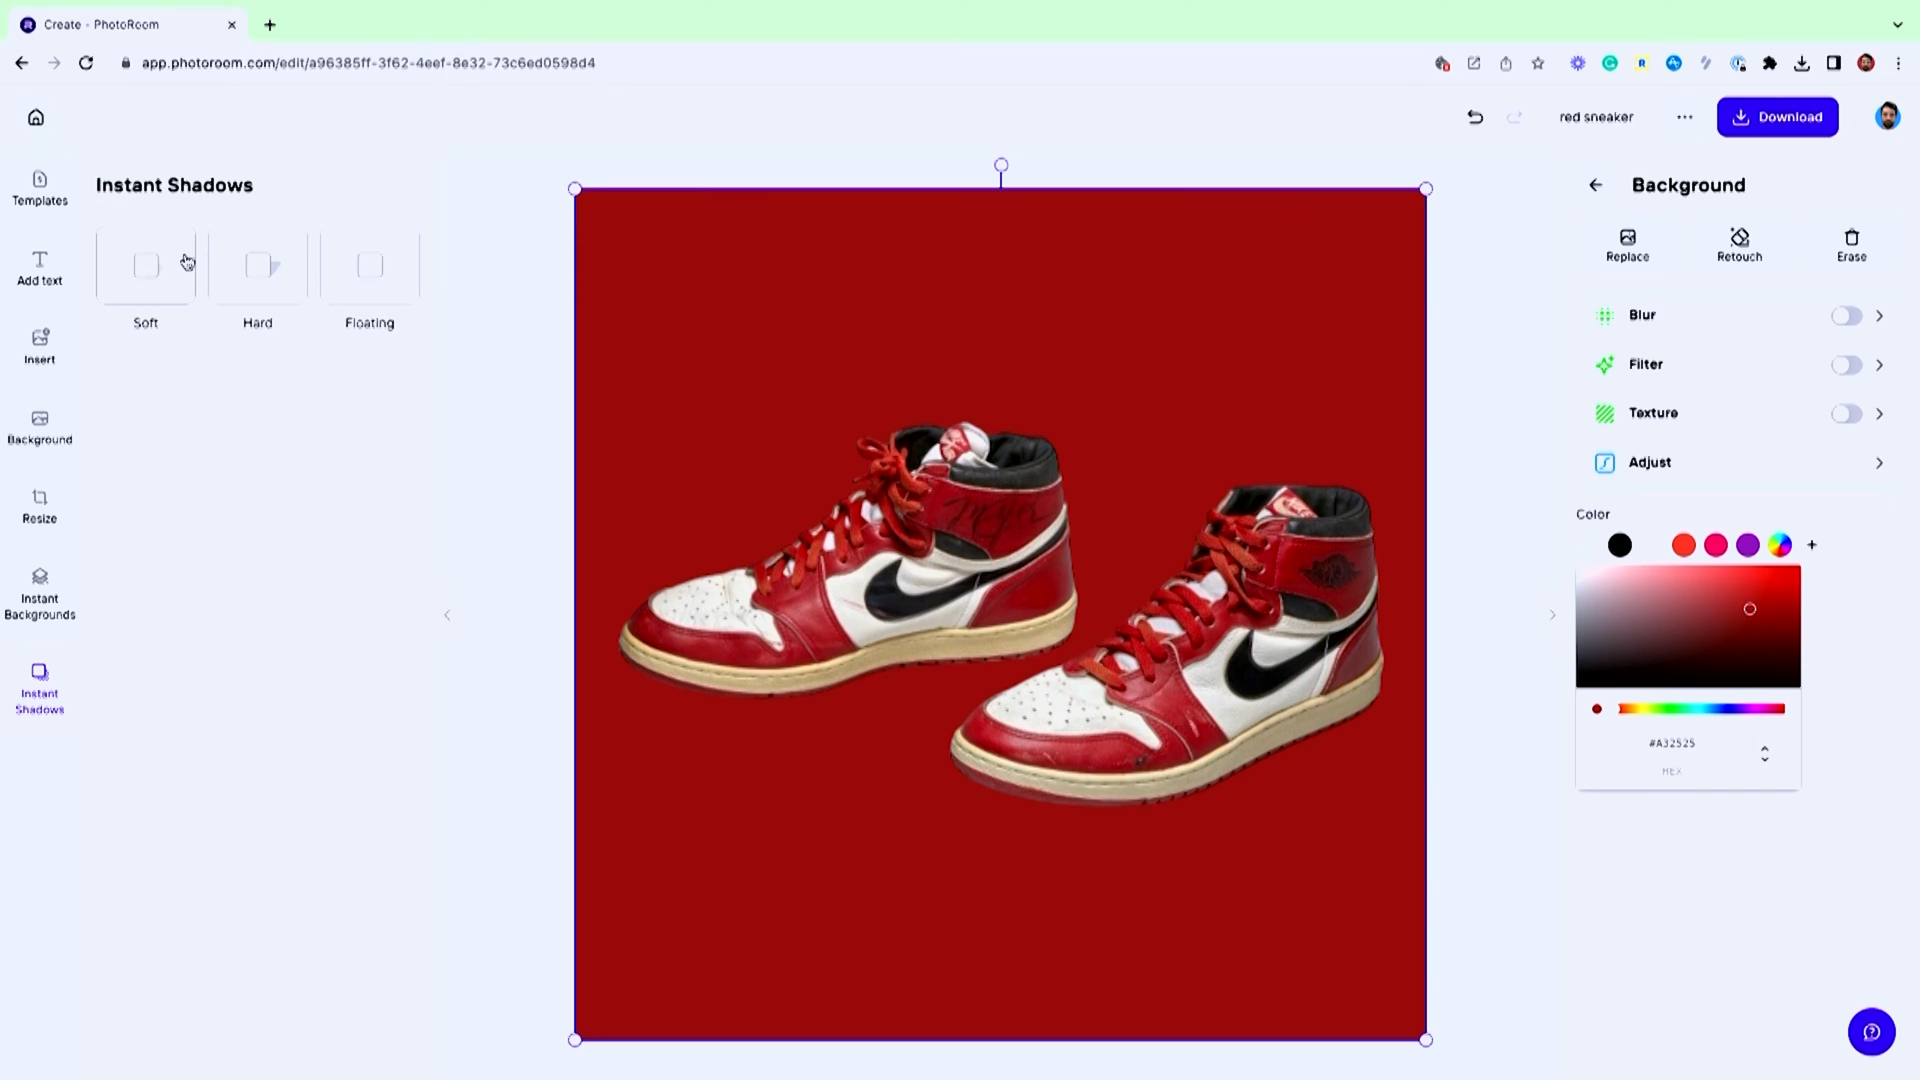 Create - PhotoRoom
app.photoroom.com/edit/a96385ff-3f62-4eef-8e32-73c6ed0598d4
red sneaker
Download
Templates
Add text
Insert
Background
Resize
Instant
Backgrounds
Instant
Shadows
Instant Shadows
Soft
Hard
Floating
Background
Replace
Retouch
Erase
Blur
Filter
Texture
Adjust
Color
#A32525
HEX